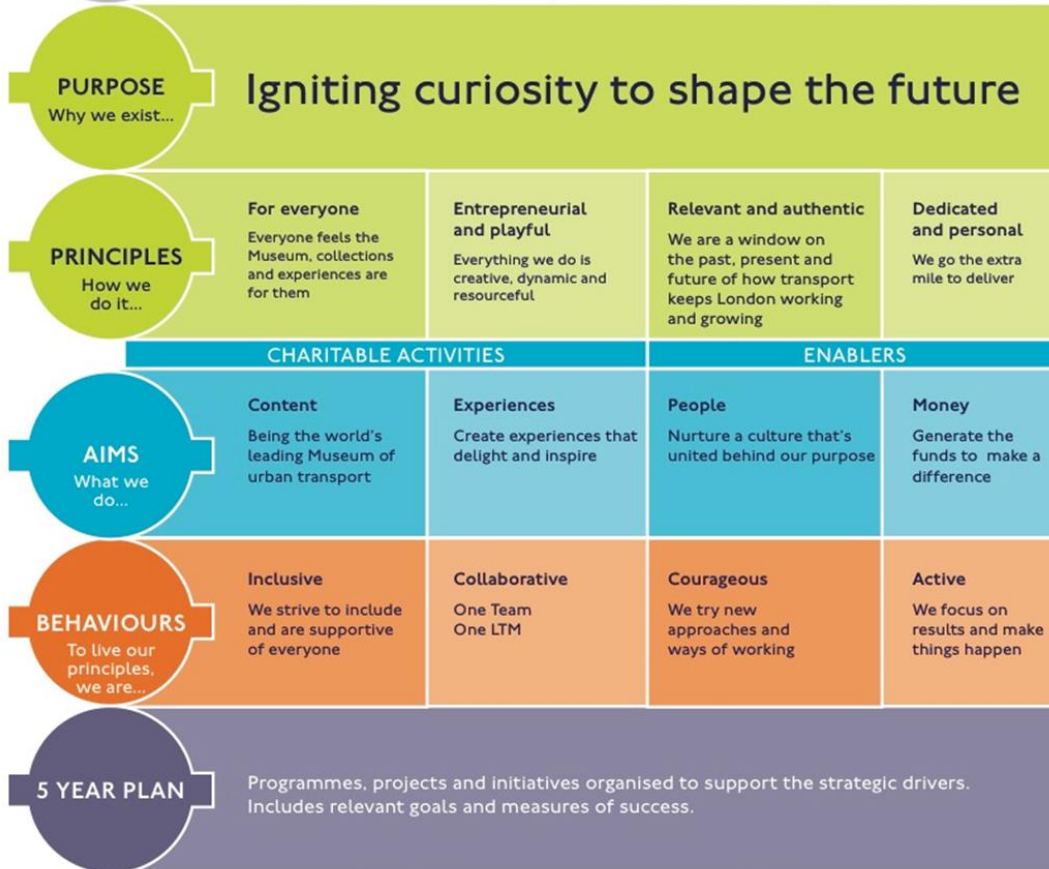 PURPOSE
Why we exist...
Igniting curiosity to shape the future
PRINCIPLES
How we
do it...
For everyone
Everyone feels the
Museum, collections
and experiences are
for them
Entrepreneurial
and playful
Everything we do is
creative, dynamic and
resourceful
Relevant and authentic
We are a window on
the past, present and
future of how transport
keeps London working
and growing
Dedicated
and personal
We go the extra
mile to deliver
CHARITABLE ACTIVITIES
ENABLERS
AIMS
What we
do...
Content
Being the world's
leading Museum of
urban transport
Experiences
Create experiences that
delight and inspire
People
Nurture a culture that's
united behind our purpose
Money
Generate the
funds to make a
difference
BEHAVIOURS
To live our
principles,
we are...
Inclusive
We strive to include
and are supportive
of everyone
Collaborative
One Team
One LTM
Courageous
We try new
approaches and
ways of working
Active
We focus on
results and make
things happen
5 YEAR PLAN
Programmes, projects and initiatives organised to support the strategic drivers.
Includes relevant goals and measures of success.